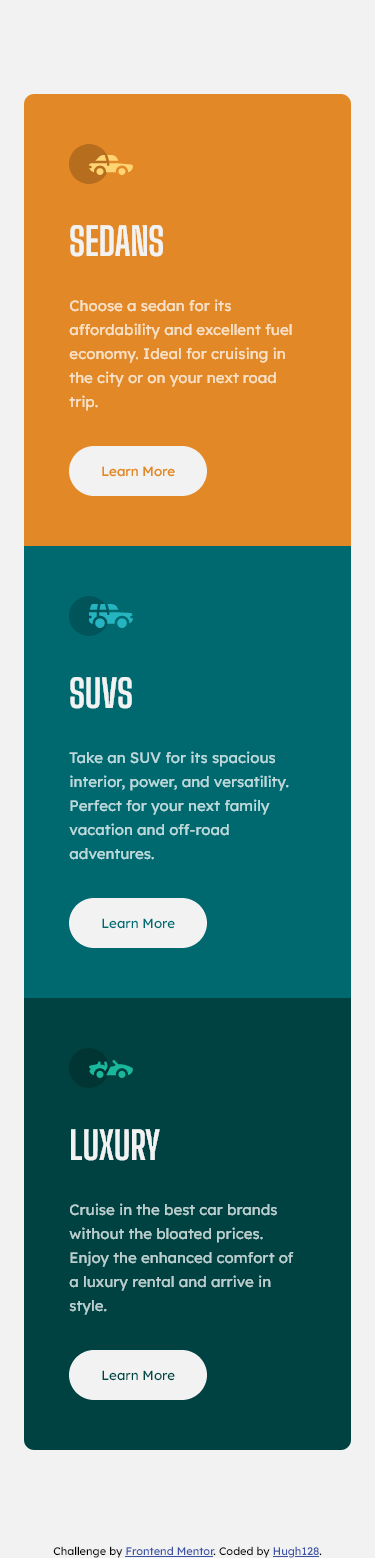 SEDANS
Choose a sedan for its
affordability and excellent fuel
economy. Ideal for cruising in
the city or on your next road
trip.
Learn More
SUVS
Take an SUV for its spacious
interior, power, and versatility.
Perfect for your next family
vacation and off-road
adventures.
Learn More
LUXURY
Cruise in the best car brands
without the bloated prices.
Enjoy the enhanced comfort of
a luxury rental and arrive in
style.
Learn More
Challenge by Frontend Mentor. Coded by Hugh128.